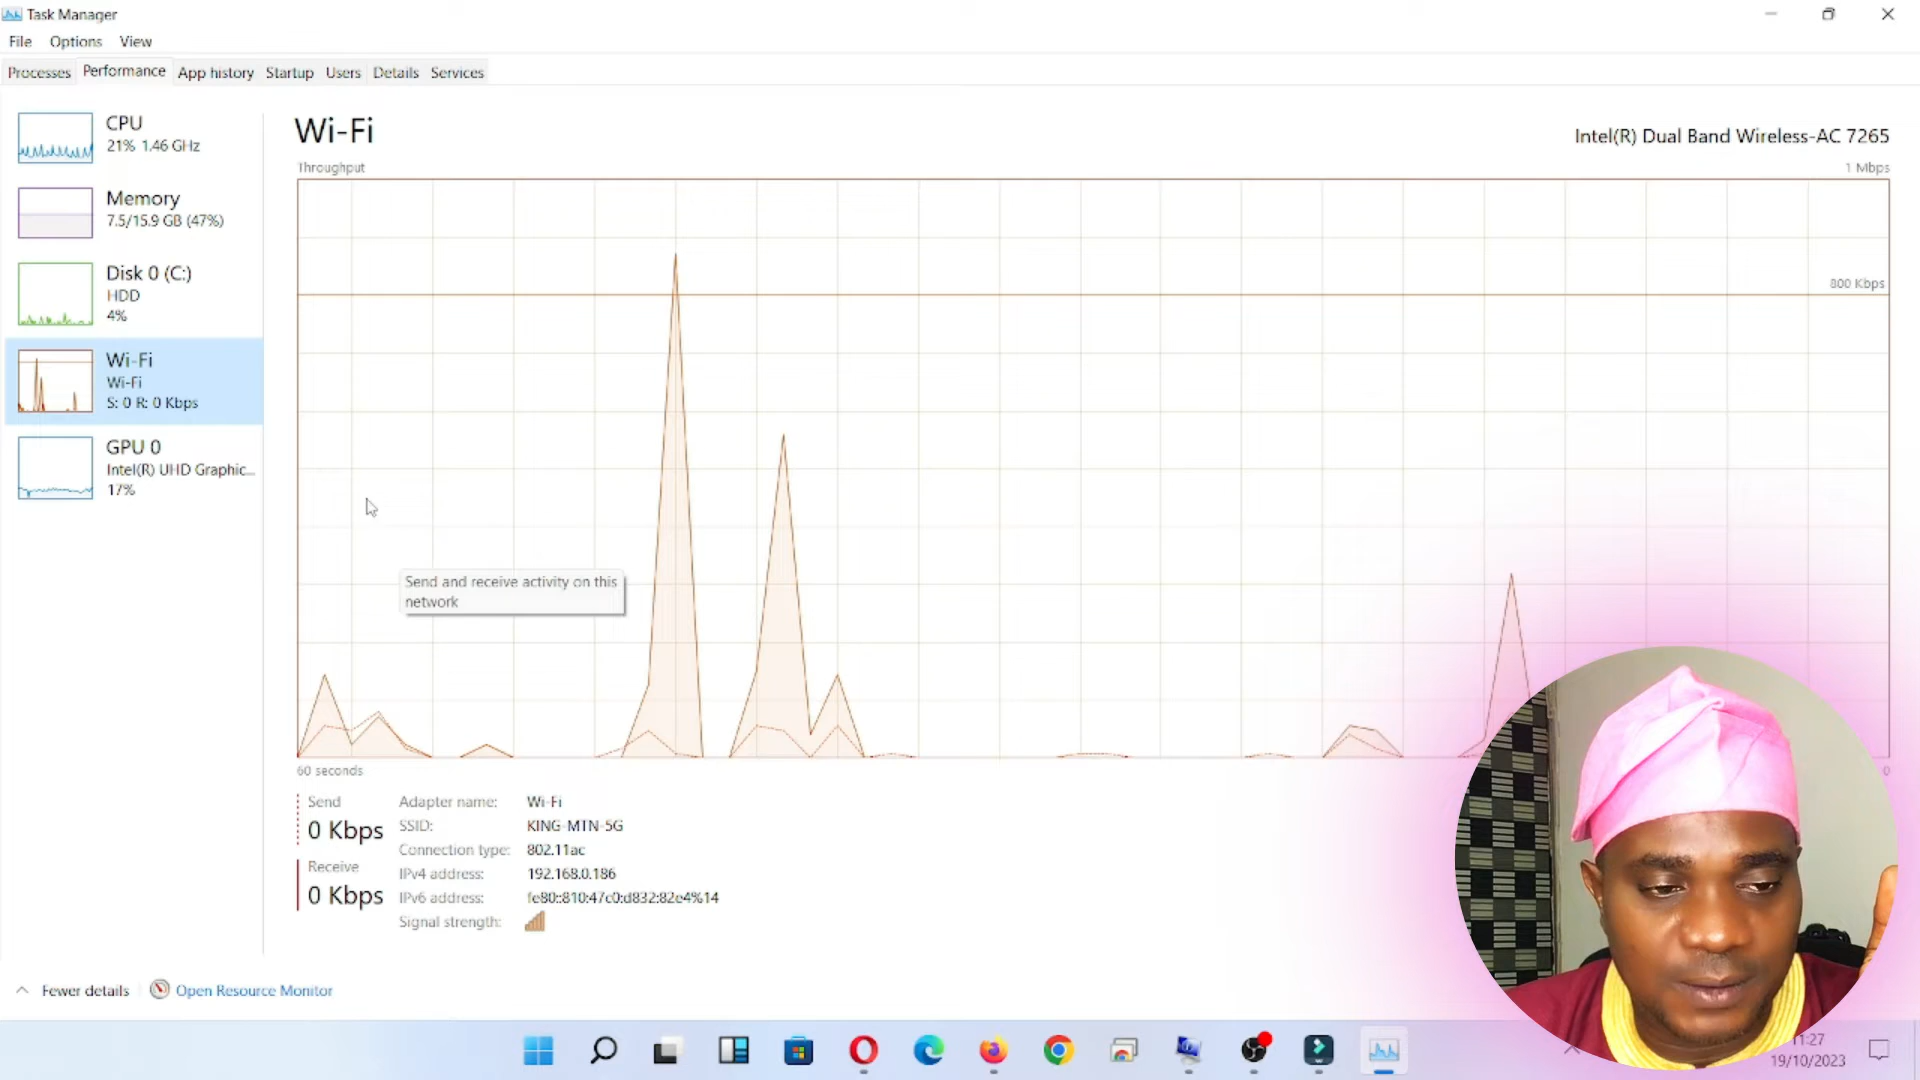 Task Manager
File Options View
Processes Performance App history Startup Users Details Services
CPU
21% 1.46 GHz
Memory
7.5/15.9 GB (47%)
Disk 0 (C:)
HDD
4%
Wi-Fi
Wi-Fi
S: 0 R: 0 Kbps
GPU 0
Intel(R) UHD Graphic...
17%
Wi-Fi
Intel(R) Dual Band Wireless-AC 7265
Throughput
1 Mbps
800 Kbps
Send and receive activity on this
network
60 seconds
0
Send
0 Kbps
Receive
0 Kbps
Adapter name: Wi-Fi
SSID: KING-MTN-5G
Connection type: 802.11ac
IPv4 address: 192.168.0.186
IPv6 address: fe80::810:47c0:d832:82e4%14
Signal strength:
Fewer details
Open Resource Monitor
11:27
19/10/2023